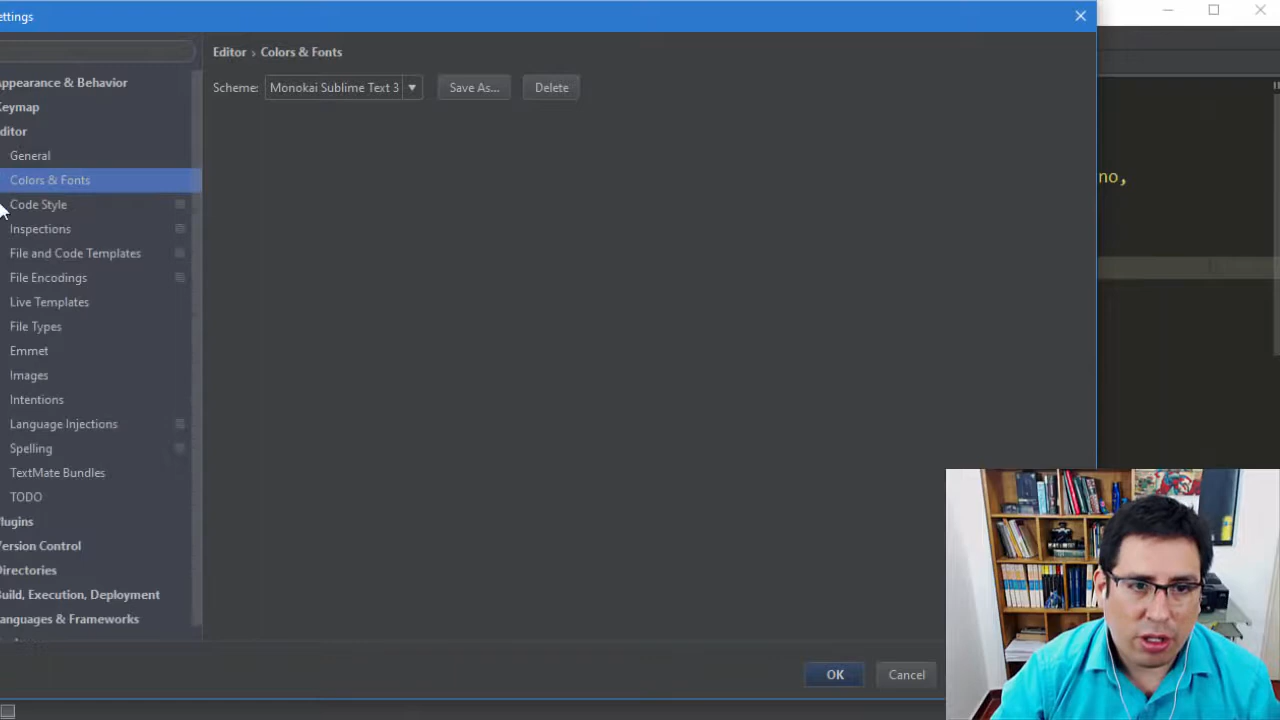 ettings
Editor › Colors & Fonts
Scheme: Monokai Sublime Text 3 Save As... Delete
ppearance & Behavior
eymap
ditor
General
Colors & Fonts
Code Style
Inspections
File and Code Templates
File Encodings
Live Templates
File Types
Emmet
Images
Intentions
Language Injections
Spelling
TextMate Bundles
TODO
lugins
ersion Control
irectories
uild, Execution, Deployment
anguages & Frameworks
no,
OK Cancel